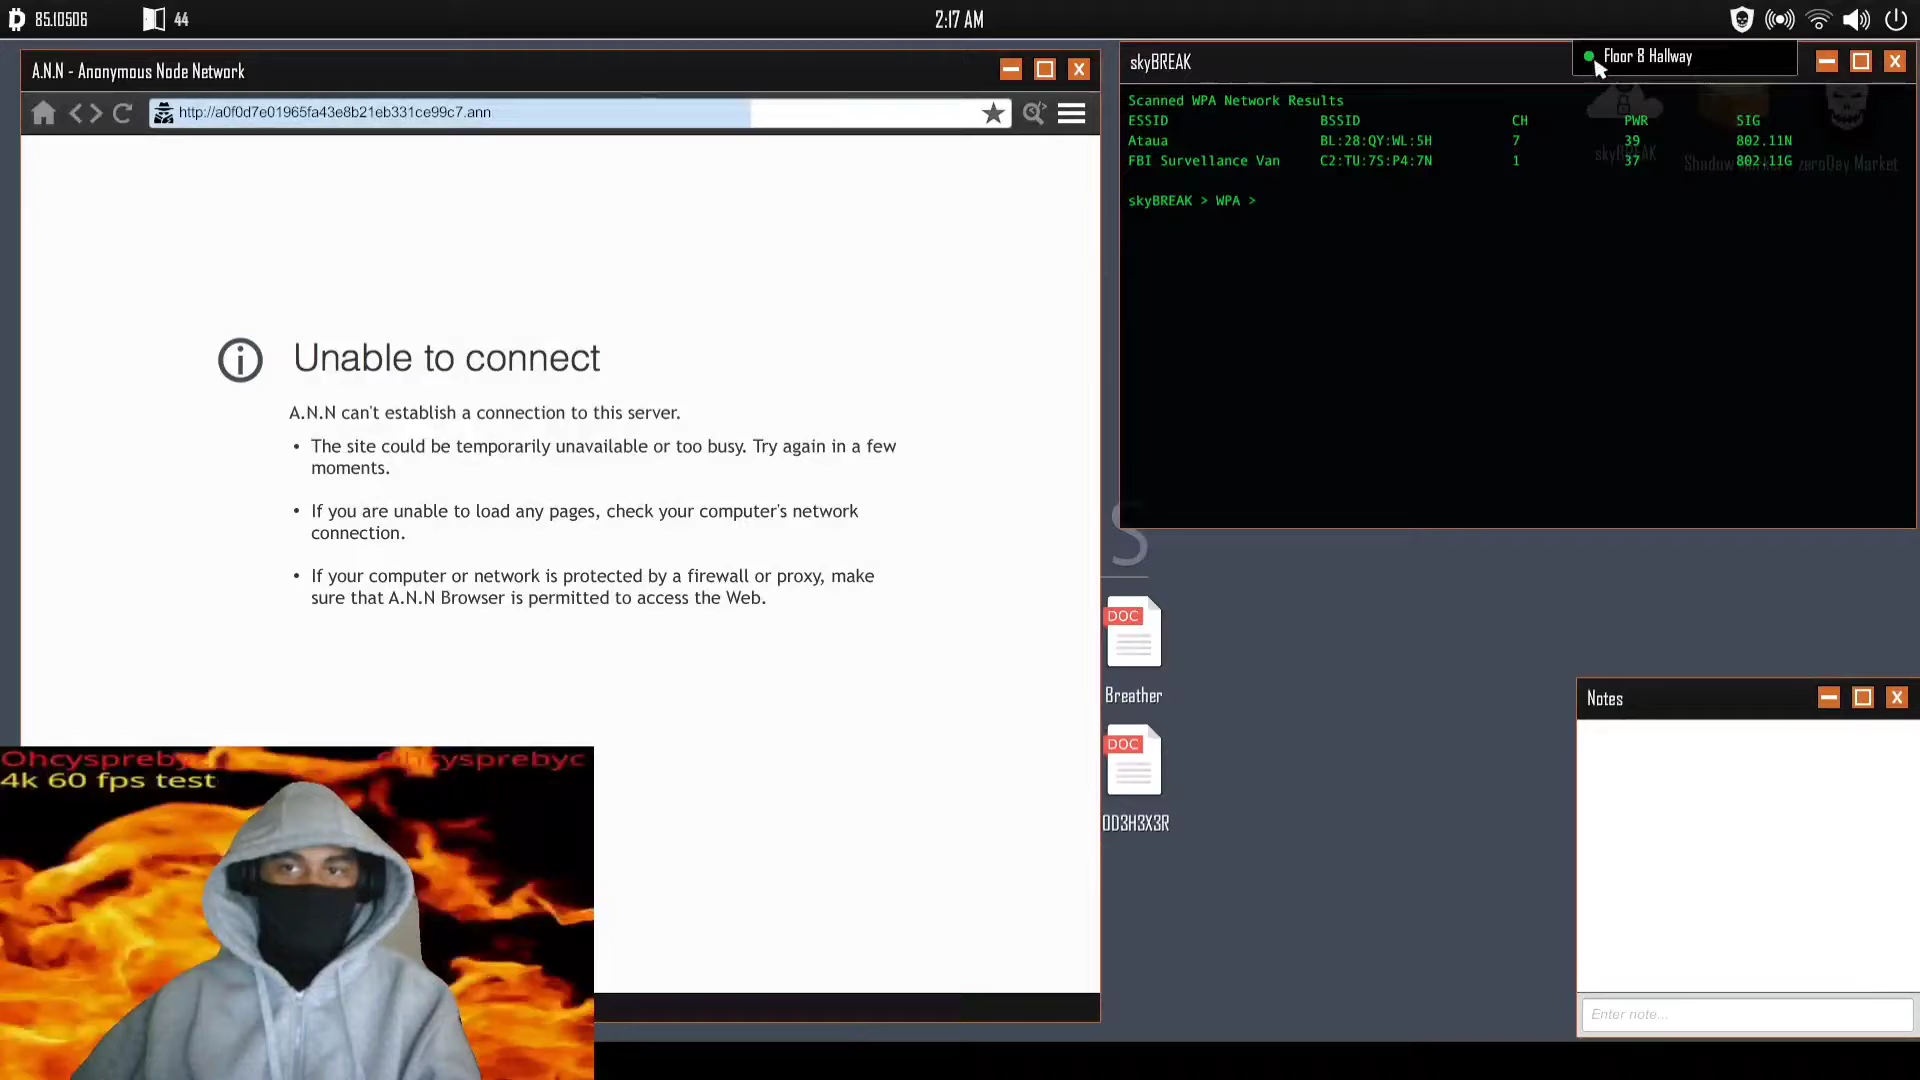 85.10506
44
2:17 AM
A.N.N - Anonymous Node Network
http://a0f0d7e01965fa43e8b21eb331ce99c7.ann
Unable to connect
A.N.N can't establish a connection to this server.
• The site could be temporarily unavailable or too busy. Try again in a few
moments.
• If you are unable to load any pages, check your computer's network
connection.
• If your computer or network is protected by a firewall or proxy, make
sure that A.N.N Browser is permitted to access the Web.
skyBREAK
Floor 8 Hallway
Scanned WPA Network Results
ESSID BSSID CH PWR SIG
Ataua BL:28:QY:WL:5H 7 39 802.11N
FBI Survellance Van C2:TU:7S:P4:7N 1 37 802.11G
skyBREAK > WPA >
skyBREAK
Shadow
zeroDay Market
S
DOC
Breather
DOC
0D3H3X3R
Notes
Enter note...
Ohcysprebyc
4k 60 fps test